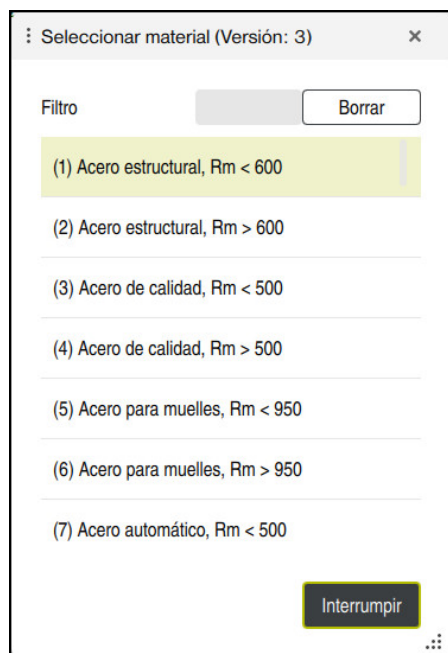 Seleccionar material (Versión: 3)
Filtro Borrar
(1) Acero estructural, Rm < 600
(2) Acero estructural, Rm > 600
(3) Acero de calidad, Rm < 500
(4) Acero de calidad, Rm > 500
(5) Acero para muelles, Rm < 950
(6) Acero para muelles, Rm > 950
(7) Acero automático, Rm < 500
Interrumpir